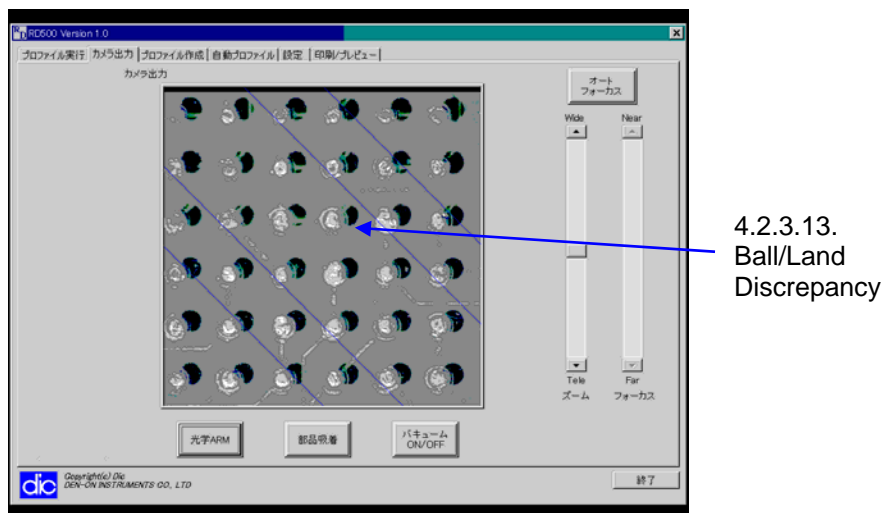 RD500 Version 1.0
プロファイル実行 カメラ出力 プロファイル作成 自動プロファイル 設定 印刷/プレビュー
カメラ出力
オート
フォーカス
Wide Near
Tele Far
ズーム フォーカス
4.2.3.13.
Ball/Land
Discrepancy
光学ARM 部品吸着 バキューム
ON/OFF
dic Copyright(c) Dic
DEN-ON INSTRUMENTS CO., LTD
終了